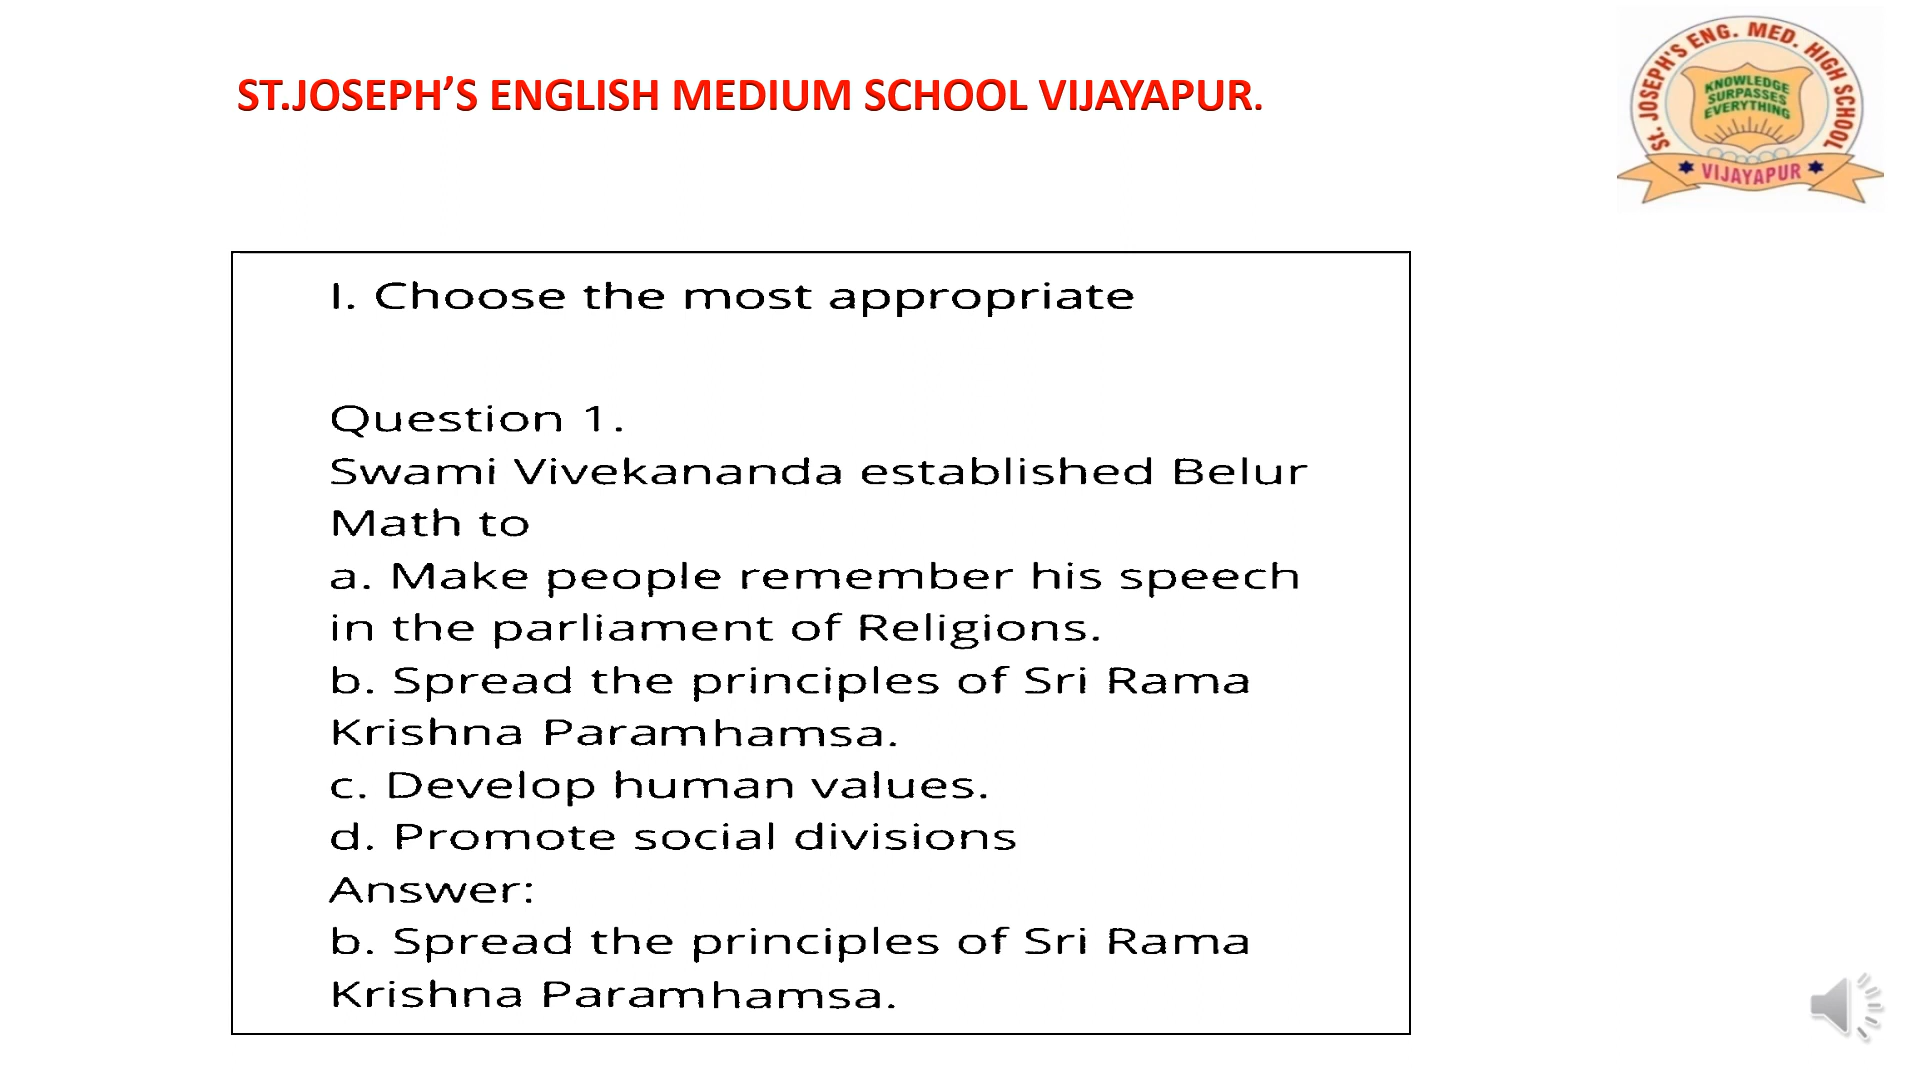 ST.JOSEPH’S ENGLISH MEDIUM SCHOOL VIJAYAPUR.
St. JOSEPH'S ENG. MED. HIGH SCHOOL
KNOWLEDGE
SURPASSES
EVERYTHING
VIJAYAPUR
I. Choose the most appropriate
Question 1.
Swami Vivekananda established Belur
Math to
a. Make people remember his speech
in the parliament of Religions.
b. Spread the principles of Sri Rama
Krishna Paramhamsa.
c. Develop human values.
d. Promote social divisions
Answer:
b. Spread the principles of Sri Rama
Krishna Paramhamsa.